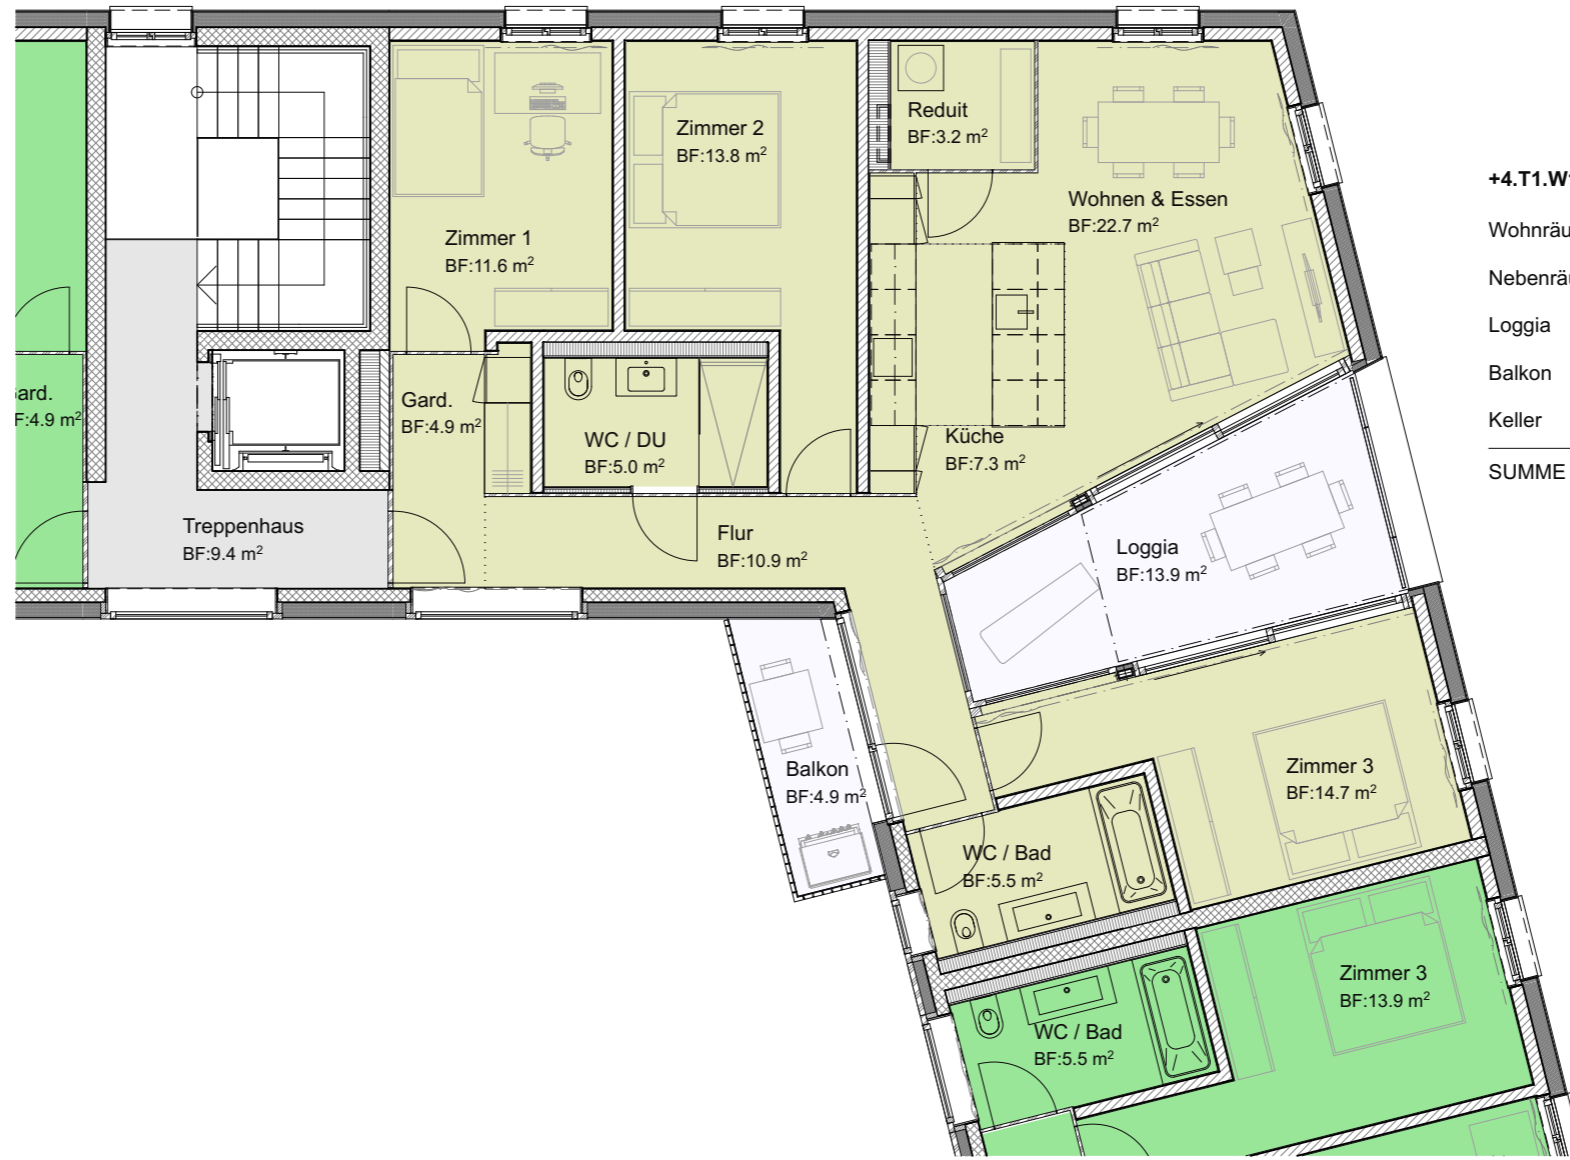 Reduit
BF:3.2 m²
Zimmer 2
BF:13.8 m²
Wohnen & Essen
BF:22.7 m²
Zimmer 1
BF:11.6 m²
Gard.
BF:4.9 m²
WC / DU
BF:5.0 m²
Küche
BF:7.3 m²
Treppenhaus
BF:9.4 m²
Flur
BF:10.9 m²
Loggia
BF:13.9 m²
Balkon
BF:4.9 m²
Zimmer 3
BF:14.7 m²
WC / Bad
BF:5.5 m²
Zimmer 3
BF:13.9 m²
WC / Bad
BF:5.5 m²
ard.
F:4.9 m²
+4.T1.W
Wohnräu
Nebenräu
Loggia
Balkon
Keller
SUMME